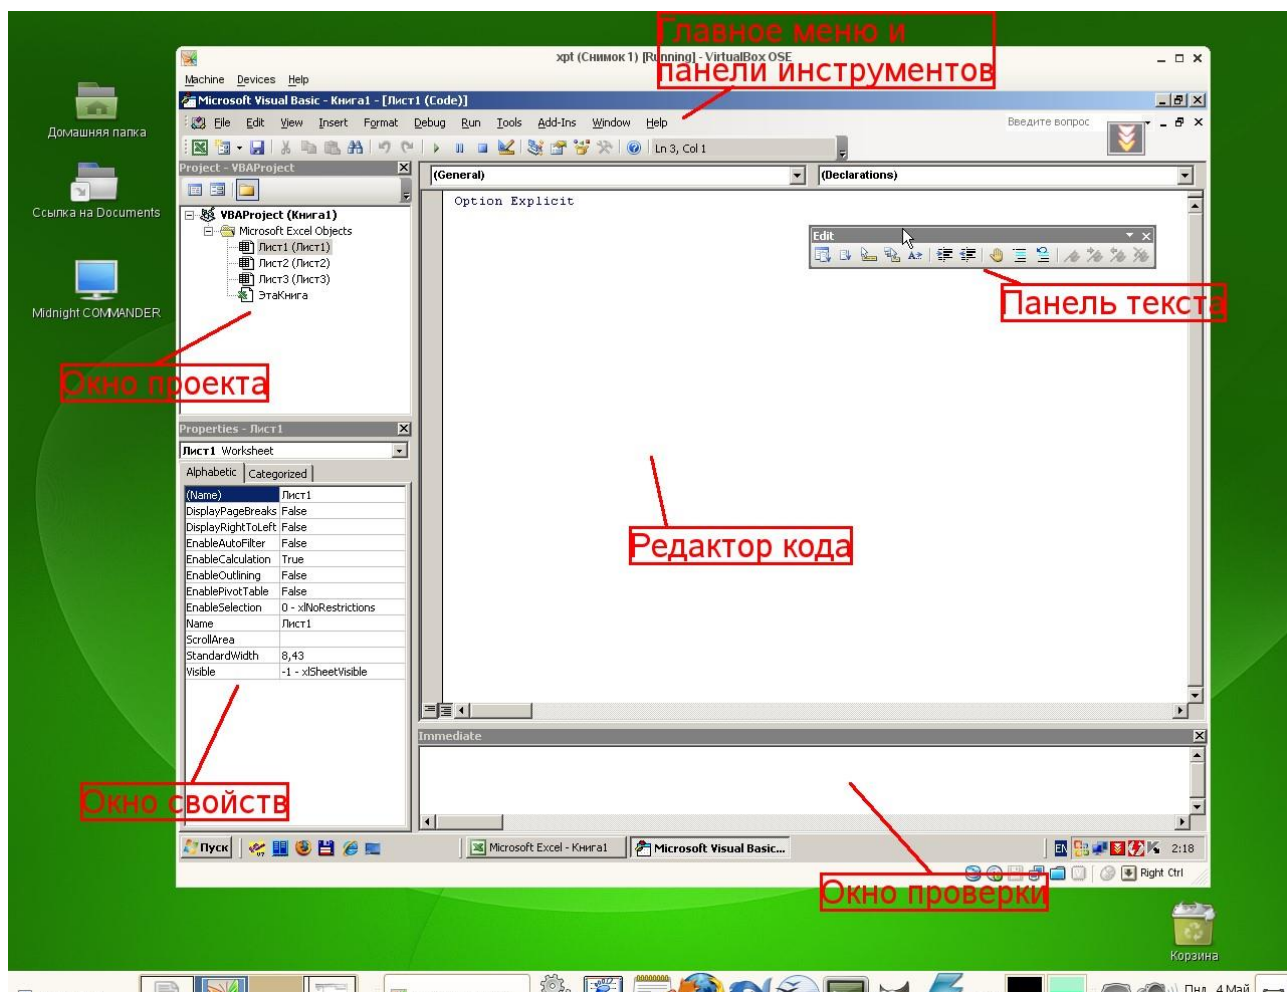 Главное меню и
панели инструментов
xpt (Снимок 1) [Running] - VirtualBox OSE
Machine Devices Help
Microsoft Visual Basic - Книга1 - [Лист1 (Code)]
File Edit View Insert Format Debug Run Tools Add-Ins Window Help
Введите вопрос
Ln 3, Col 1
Домашняя папка
Ссылка на Documents
Midnight COMMANDER
Project - VBAProject
VBAProject (Книга1)
Microsoft Excel Objects
Лист1 (Лист1)
Лист2 (Лист2)
Лист3 (Лист3)
ЭтаКнига
Окно проекта
(General)
(Declarations)
Option Explicit
Edit
Панель текста
Редактор кода
Properties - Лист1
Лист1 Worksheet
Alphabetic Categorized
(Name) Лист1
DisplayPageBreaks False
DisplayRightToLeft False
EnableAutoFilter False
EnableCalculation True
EnableOutlining False
EnablePivotTable False
EnableSelection 0 - xlNoRestrictions
Name Лист1
ScrollArea
StandardWidth 8,43
Visible -1 - xlSheetVisible
Окно свойств
Immediate
Окно проверки
Пуск
Microsoft Excel - Книга1
Microsoft Visual Basic...
EN
2:18
Right Ctrl
Корзина
Пнд, 4 Май